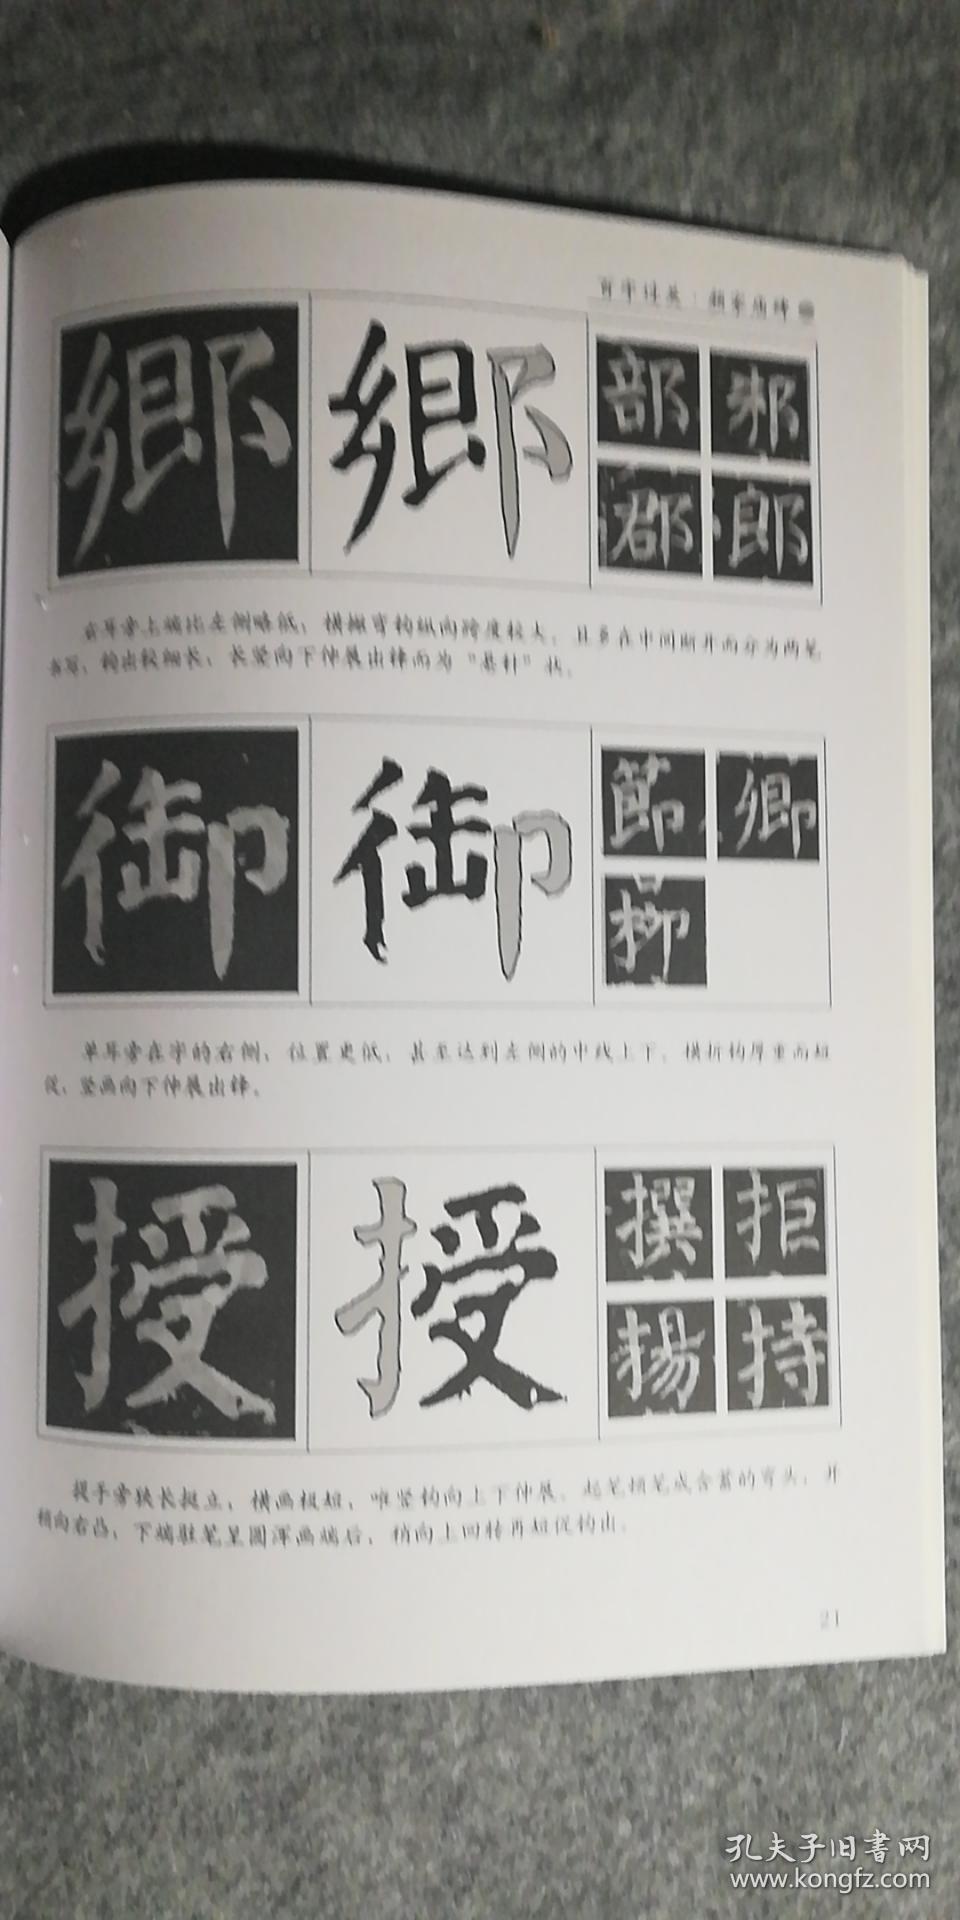 百字过关：颜家庙碑
鄉 鄉 部 邪
郡 郎
右耳旁上端比左侧略低，横撇弯钩纵向跨度较大，且多在中间断开而分为两笔
书写，钩出较细长，长竖向下伸展出锋而为“悬针”状。
御 御 節 卿
柳
单耳旁在字的右侧，位置更低，甚至达到左侧的中线上下，横折钩厚重而短
促，竖画向下伸展出锋。
授 授 撰 拒
揚 持
提手旁狭长挺立，横画极短，唯竖钩向上下伸展，起笔顿笔成含蓄的弯头，并
稍向右凸，下端驻笔呈圆浑画端后，稍向上回转再短促钩出。
21
孔夫子旧书网
www.kongfz.com